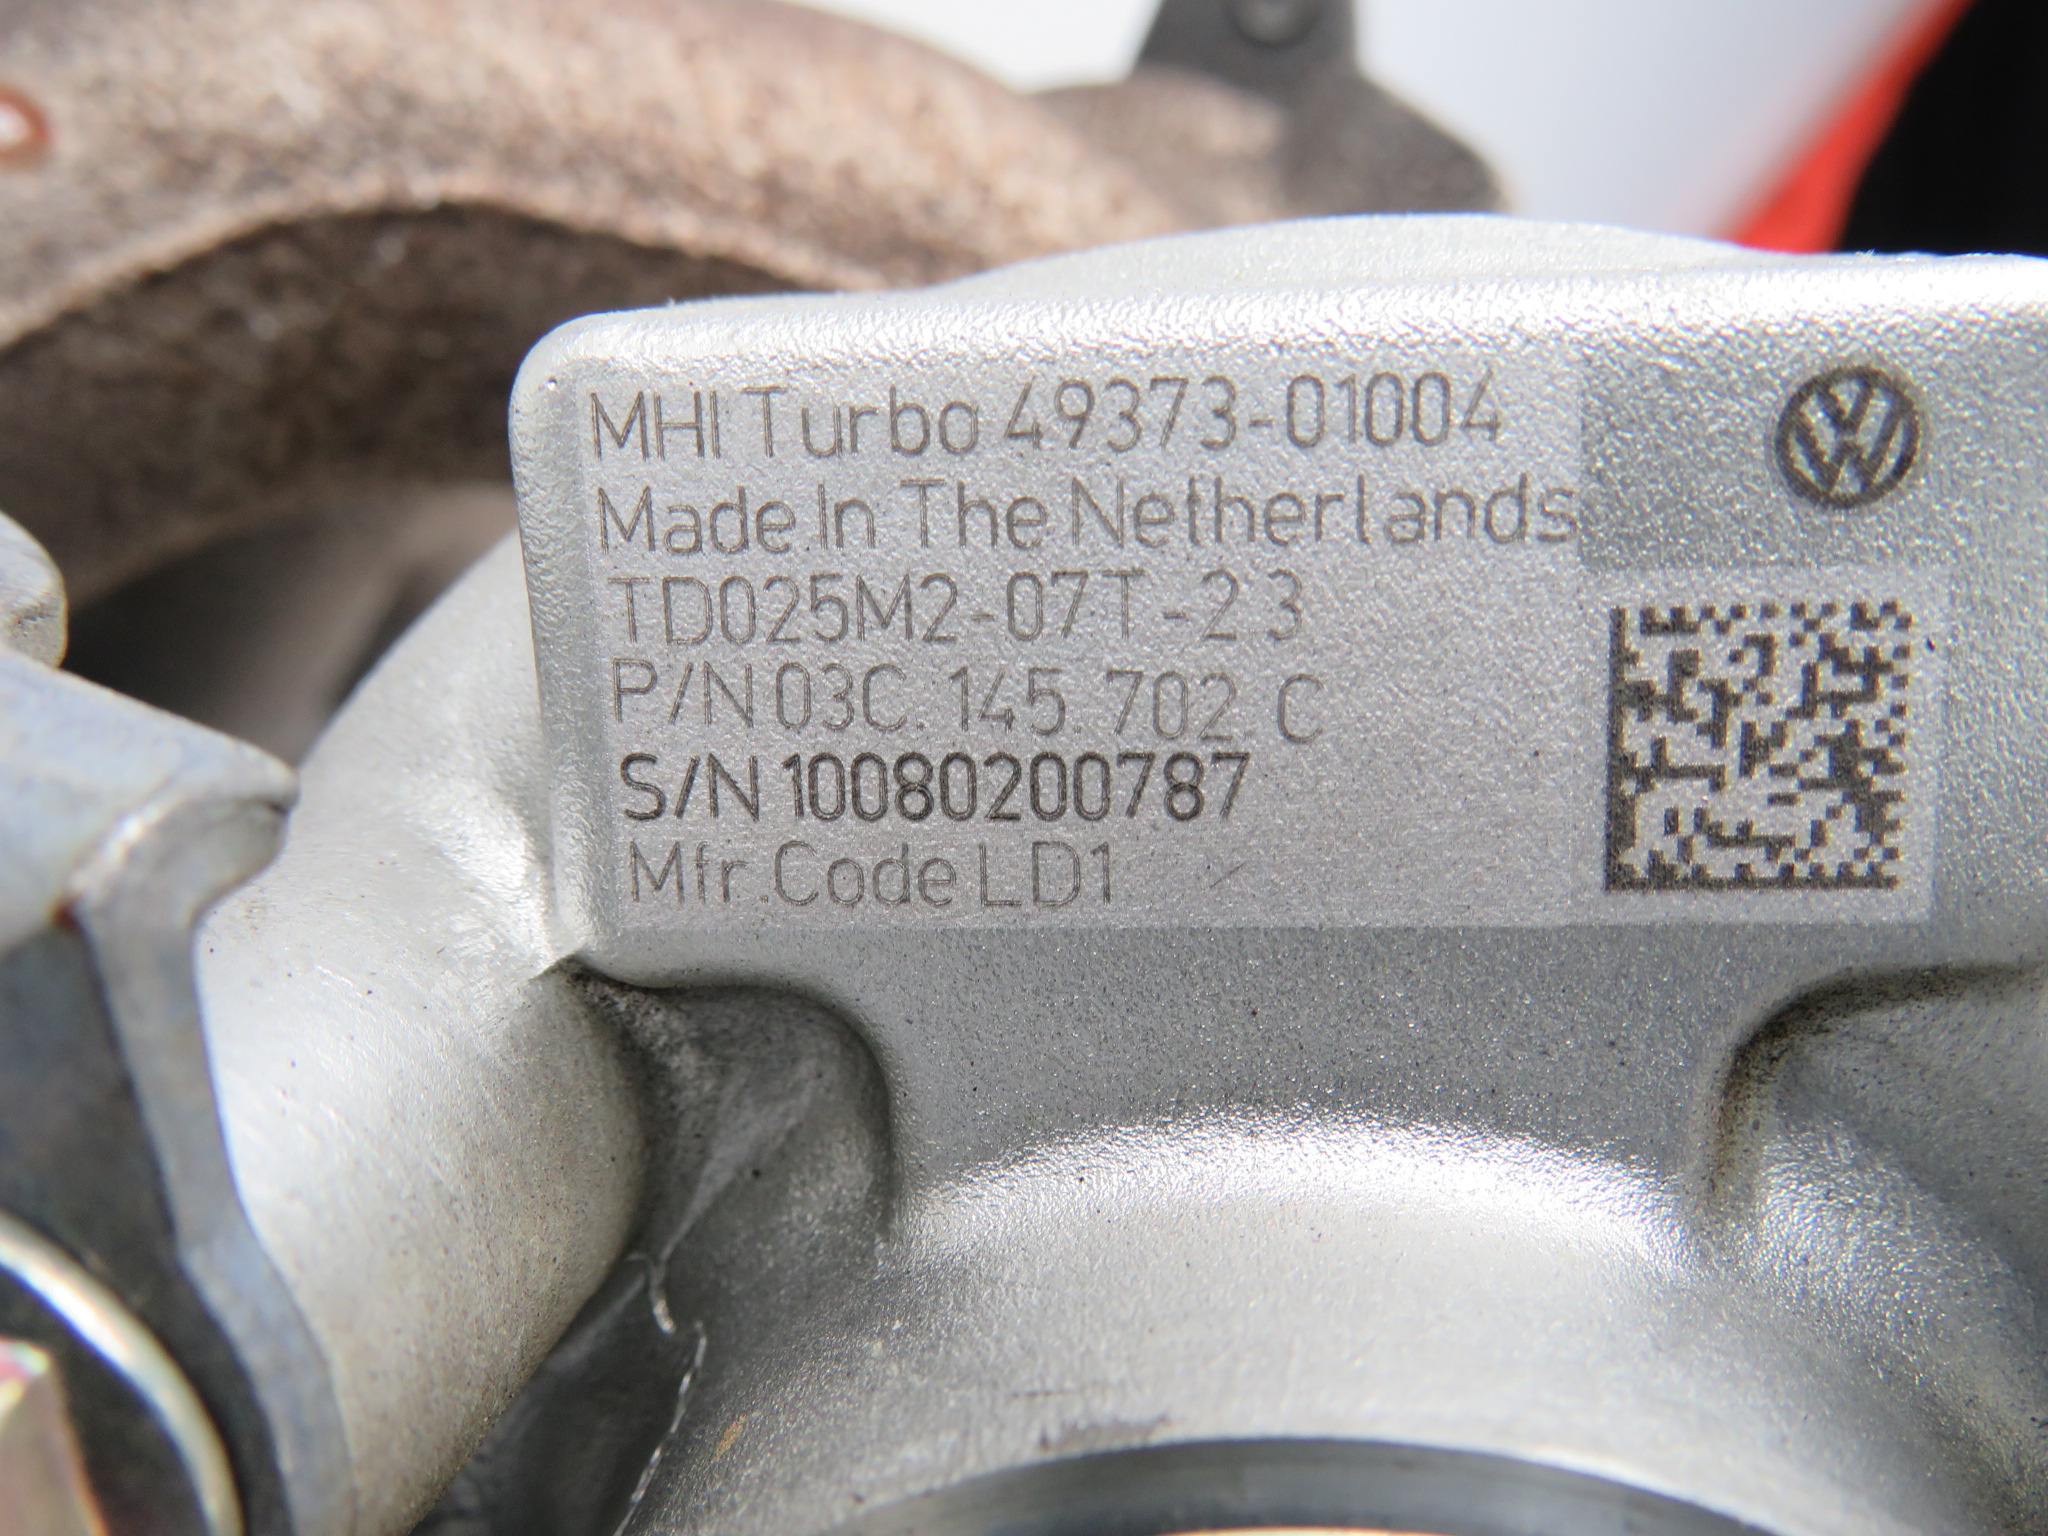 MHI Turbo 49373-01004
Made In The Netherlands
TD025M2-07T-2.3
P/N 03C.145.702.C
S/N 10080200787
Mfr.Code LD1